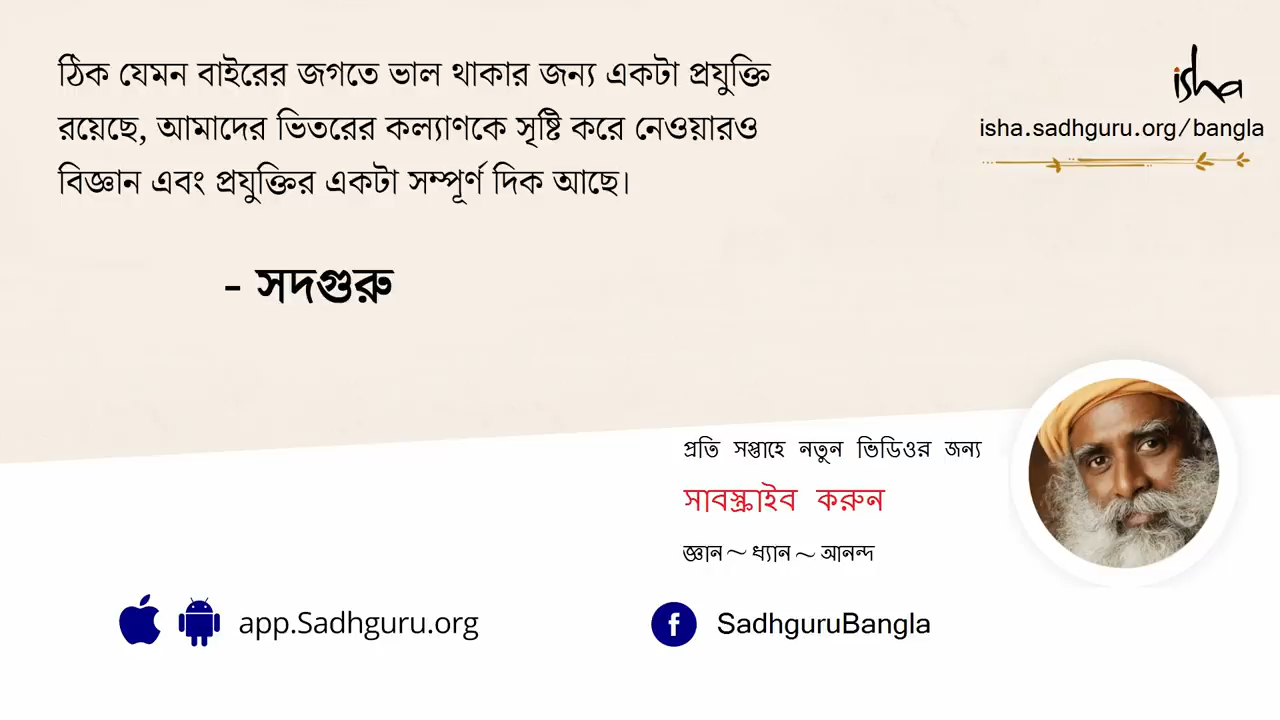 ঠিক যেমন বাইরের জগতে ভাল থাকার জন্য একটা প্রযুক্তি
রয়েছে, আমাদের ভিতরের কল্যাণকে সৃষ্টি করে নেওয়ারও
বিজ্ঞান এবং প্রযুক্তির একটা সম্পূর্ণ দিক আছে।
- সদগুরু
isha
isha.sadhguru.org/bangla
প্রতি সপ্তাহে নতুন ভিডিওর জন্য
সাবস্ক্রাইব করুন
জ্ঞান ~ ধ্যান ~ আনন্দ
app.Sadhguru.org
f SadhguruBangla